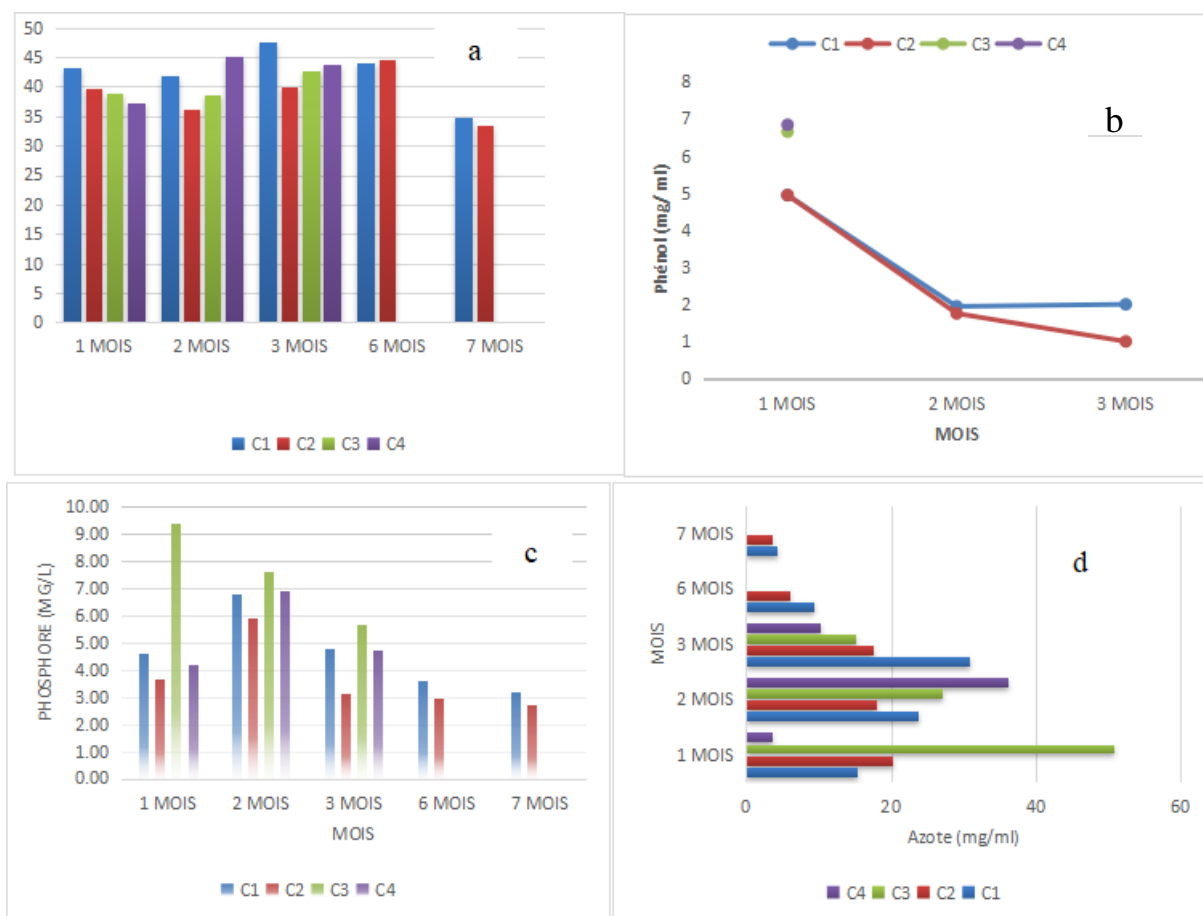 a
50
45
40
35
30
25
20
15
10
5
0
1 MOIS 2 MOIS 3 MOIS 6 MOIS 7 MOIS
C1 C2 C3 C4
C1 C2 C3 C4
b
Phénol (mg/ ml)
8
7
6
5
4
3
2
1
0
1 MOIS 2 MOIS 3 MOIS
MOIS
c
PHOSPHORE (MG/L)
10.00
9.00
8.00
7.00
6.00
5.00
4.00
3.00
2.00
1.00
0.00
1 MOIS 2 MOIS 3 MOIS 6 MOIS 7 MOIS
MOIS
C1 C2 C3 C4
d
MOIS
7 MOIS
6 MOIS
3 MOIS
2 MOIS
1 MOIS
0 20 40 60
Azote (mg/ml)
C4 C3 C2 C1